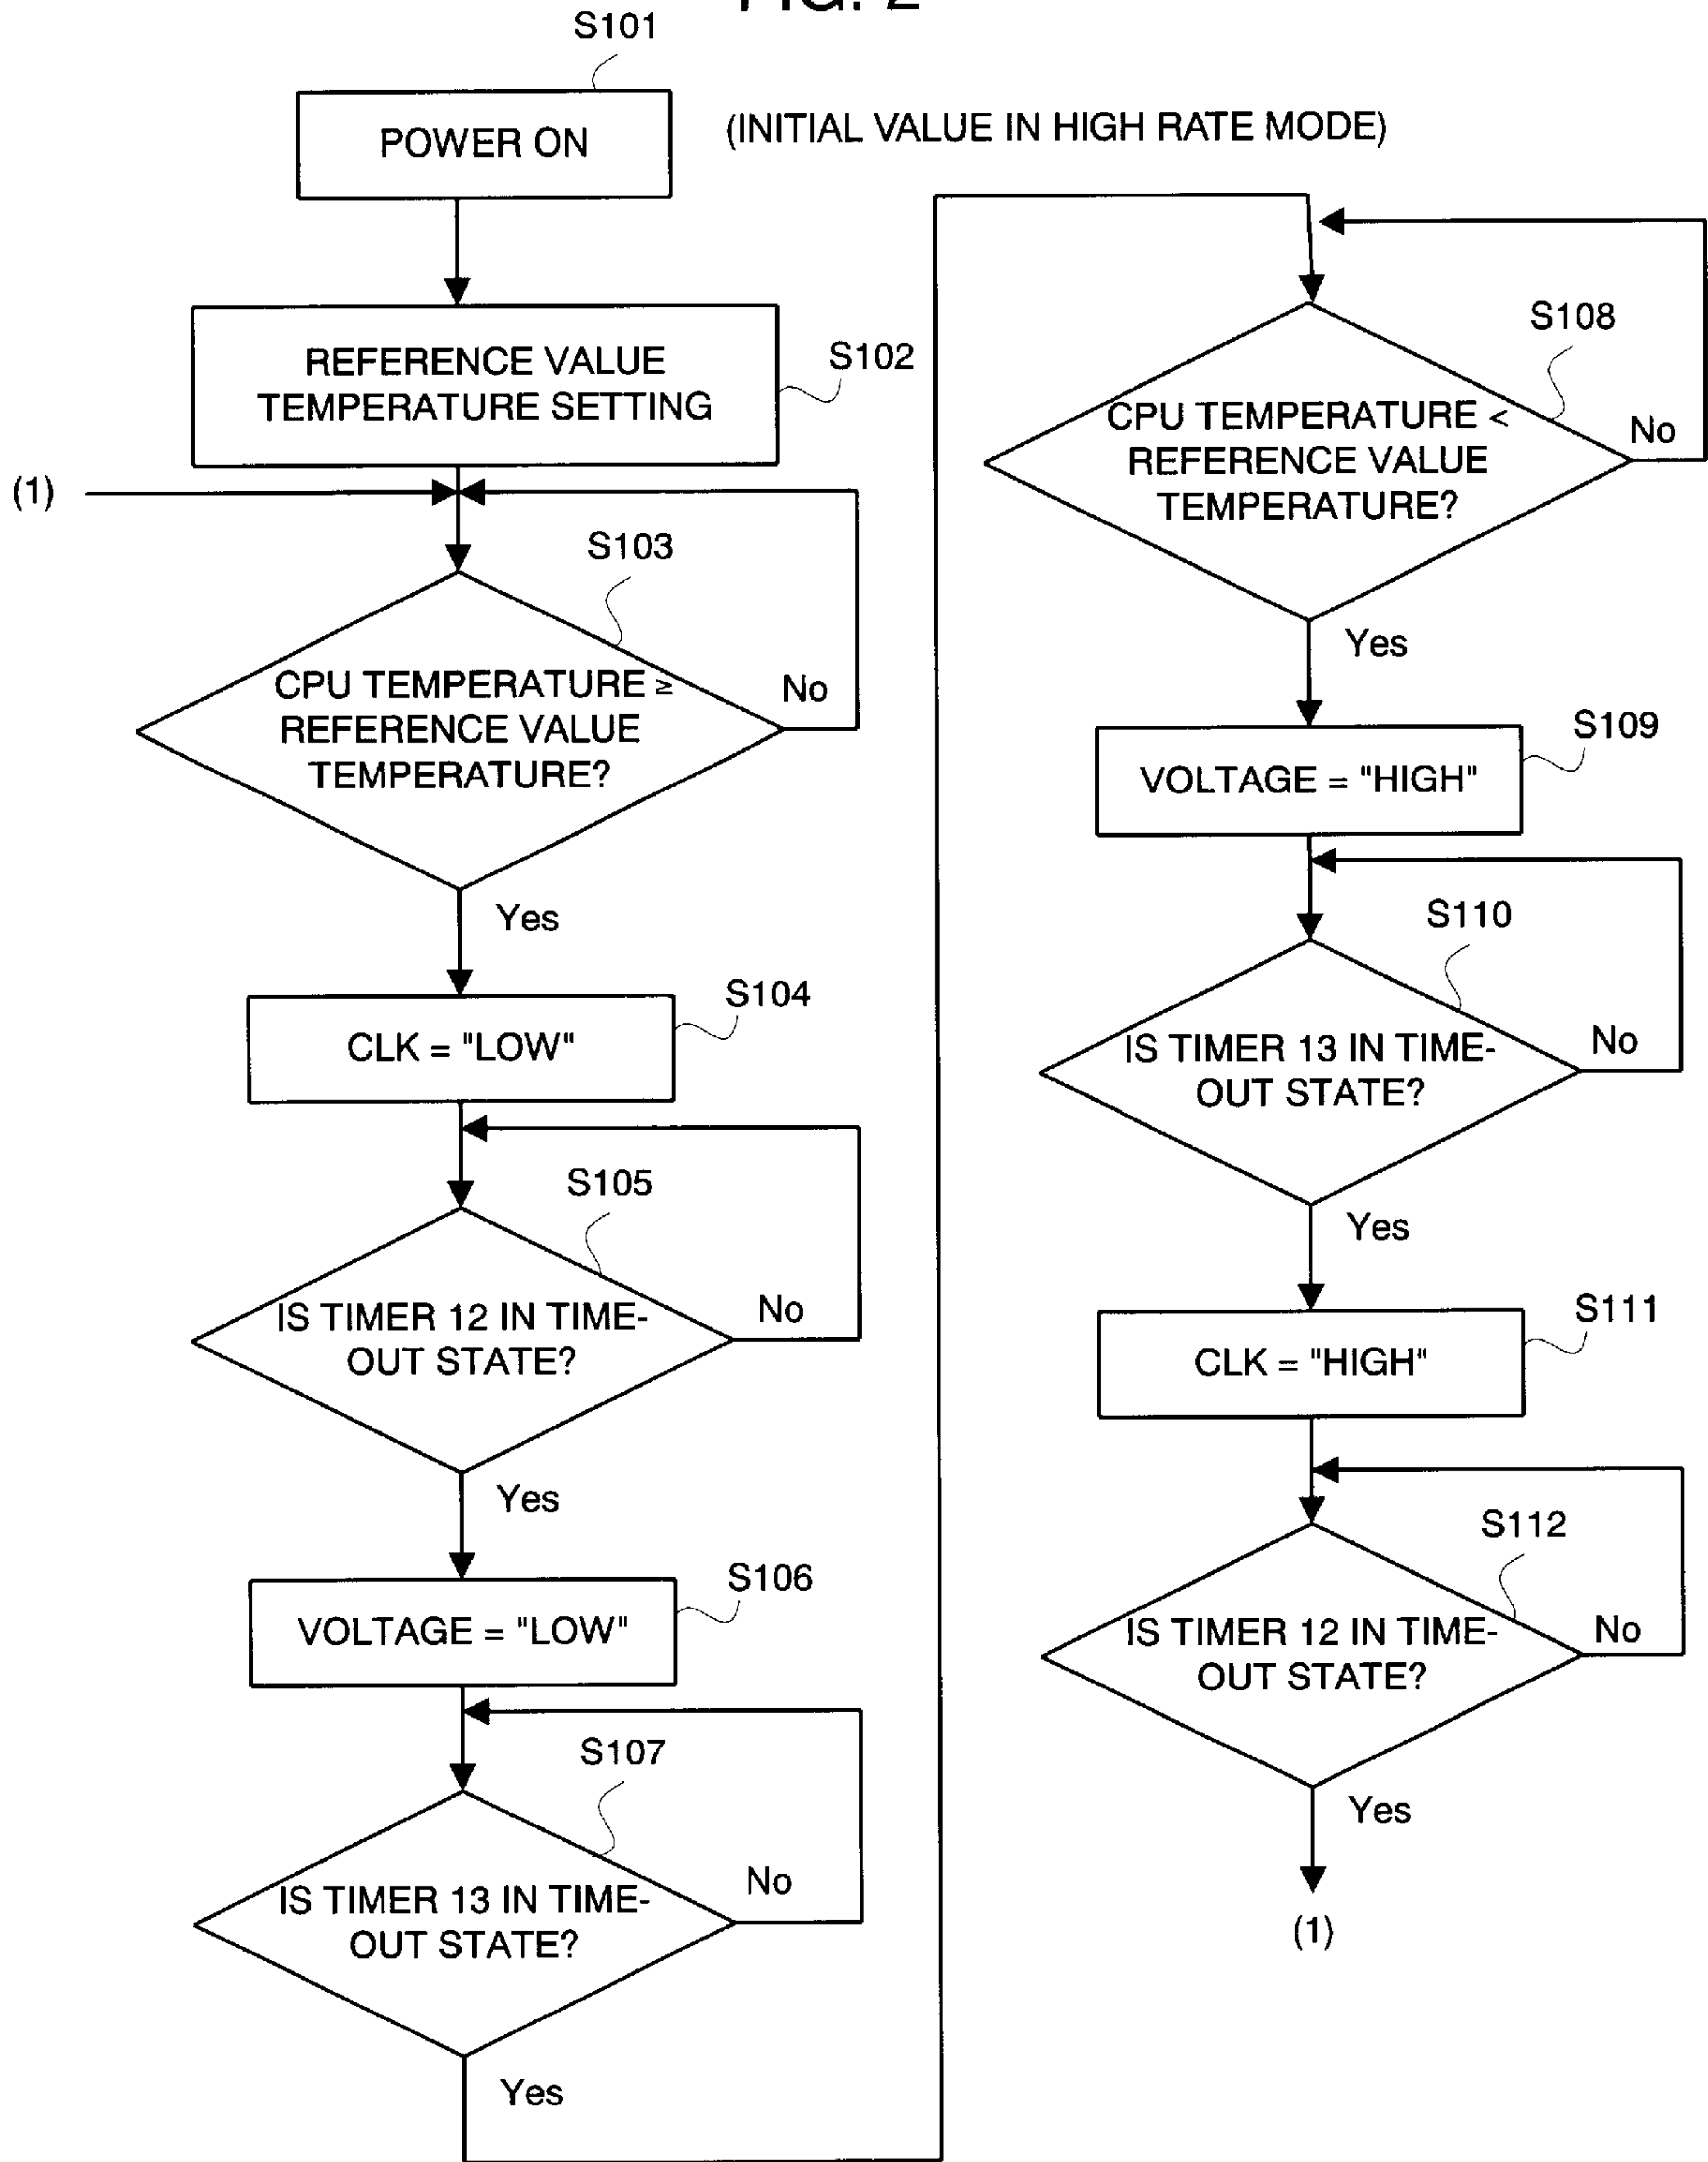 FIG. 2
S101
POWER ON
(INITIAL VALUE IN HIGH RATE MODE)
REFERENCE VALUE
TEMPERATURE SETTING
S102
(1)
S103
CPU TEMPERATURE ≥
REFERENCE VALUE
TEMPERATURE?
No
Yes
S104
CLK = "LOW"
S105
IS TIMER 12 IN TIME-
OUT STATE?
No
Yes
S106
VOLTAGE = "LOW"
S107
IS TIMER 13 IN TIME-
OUT STATE?
No
Yes
S108
CPU TEMPERATURE <
REFERENCE VALUE
TEMPERATURE?
No
Yes
S109
VOLTAGE = "HIGH"
S110
IS TIMER 13 IN TIME-
OUT STATE?
No
Yes
S111
CLK = "HIGH"
S112
IS TIMER 12 IN TIME-
OUT STATE?
No
Yes
(1)